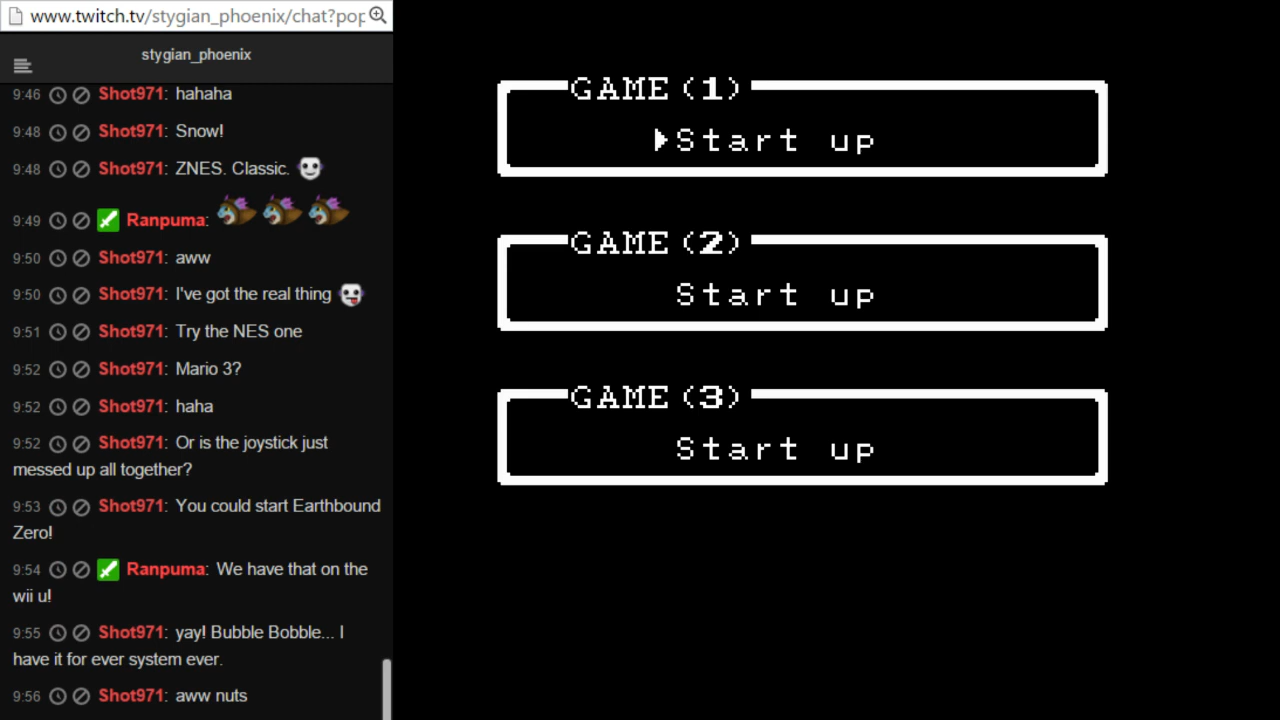 www.twitch.tv/stygian_phoenix/chat?pop
stygian_phoenix
9:46 Shot971: hahaha
9:48 Shot971: Snow!
9:48 Shot971: ZNES. Classic.
9:49 Ranpuma:
9:50 Shot971: aww
9:50 Shot971: I've got the real thing
9:51 Shot971: Try the NES one
9:52 Shot971: Mario 3?
9:52 Shot971: haha
9:52 Shot971: Or is the joystick just
messed up all together?
9:53 Shot971: You could start Earthbound
Zero!
9:54 Ranpuma: We have that on the
wii u!
9:55 Shot971: yay! Bubble Bobble... I
have it for ever system ever.
9:56 Shot971: aww nuts
GAME (1)
Start up
GAME (2)
Start up
GAME (3)
Start up